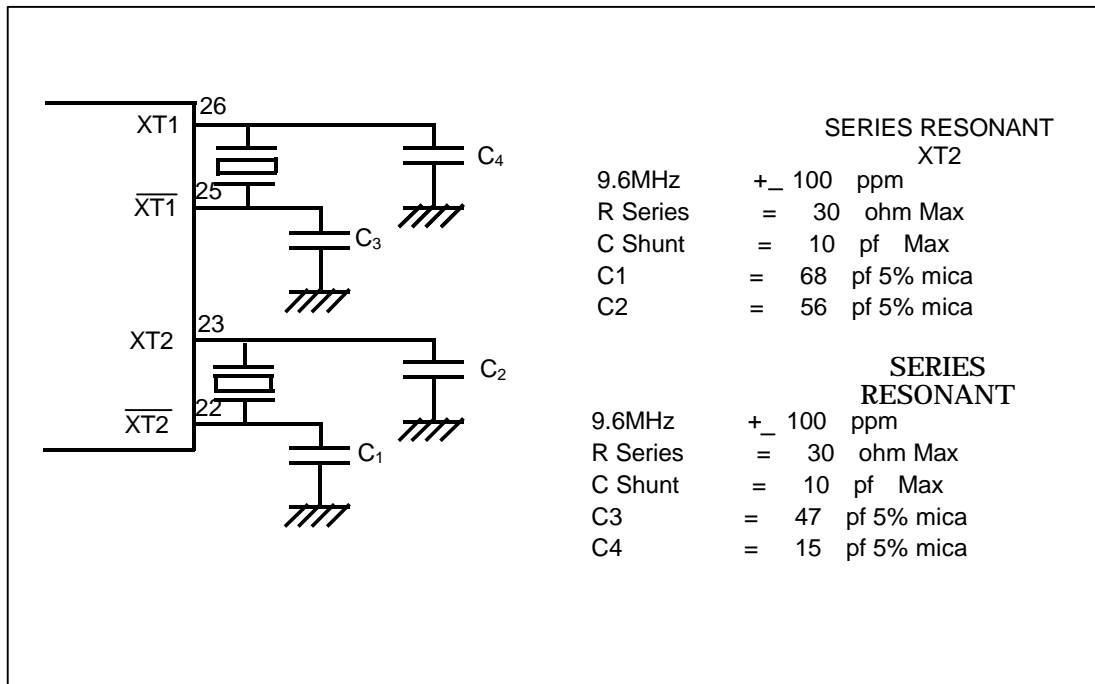 26
XT1
C4
25
XT1
C3
23
XT2
C2
22
XT2
C1
SERIES RESONANT
XT2
9.6MHz +_ 100 ppm
R Series = 30 ohm Max
C Shunt = 10 pf Max
C1 = 68 pf 5% mica
C2 = 56 pf 5% mica
SERIES
RESONANT
9.6MHz +_ 100 ppm
R Series = 30 ohm Max
C Shunt = 10 pf Max
C3 = 47 pf 5% mica
C4 = 15 pf 5% mica